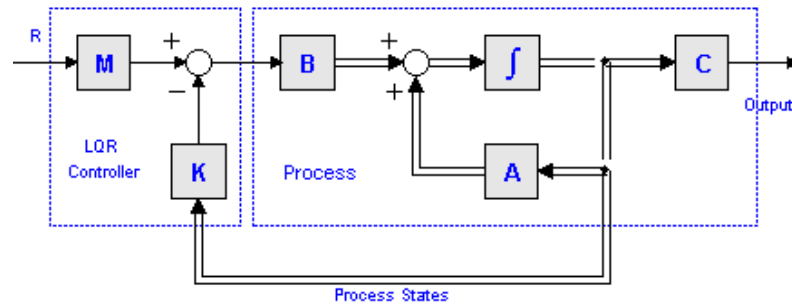 R
M
+
−
B
+
+
∫
C
Output
LQR
Controller
K
Process
A
Process States